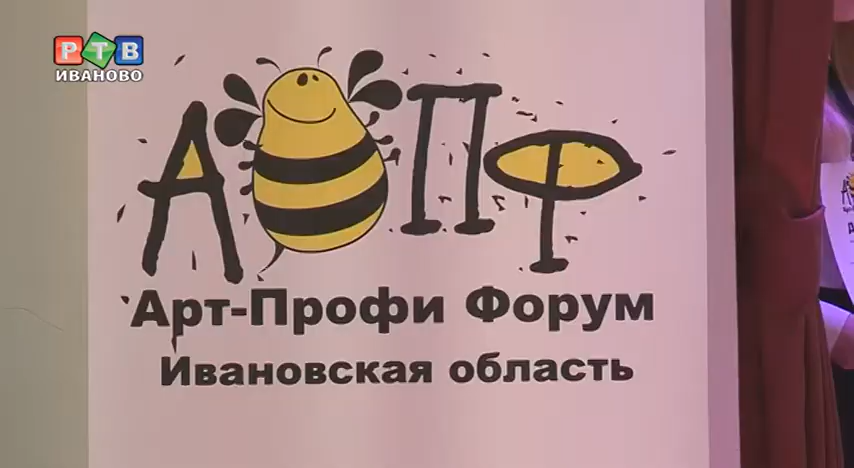 РТВ
ИВАНОВО
АПФ
Арт-Профи Форум
Ивановская область